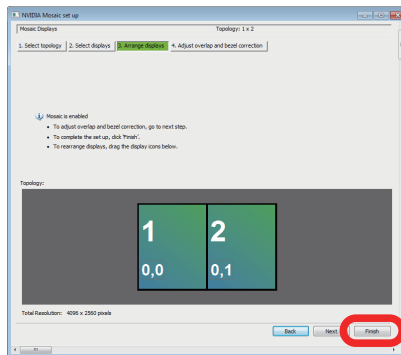 NVIDIA Mosaic set up
Mosaic Displays Topology: 1 x 2
1. Select topology 2. Select displays 3. Arrange displays 4. Adjust overlap and bezel correction
Mosaic is enabled
• To adjust overlap and bezel correction, go to next step.
• To complete the set up, click 'Finish'.
• To rearrange displays, drag the display icons below.
Topology:
1 2
0,0 0,1
Total Resolution: 4096 x 2560 pixels
Back Next Finish